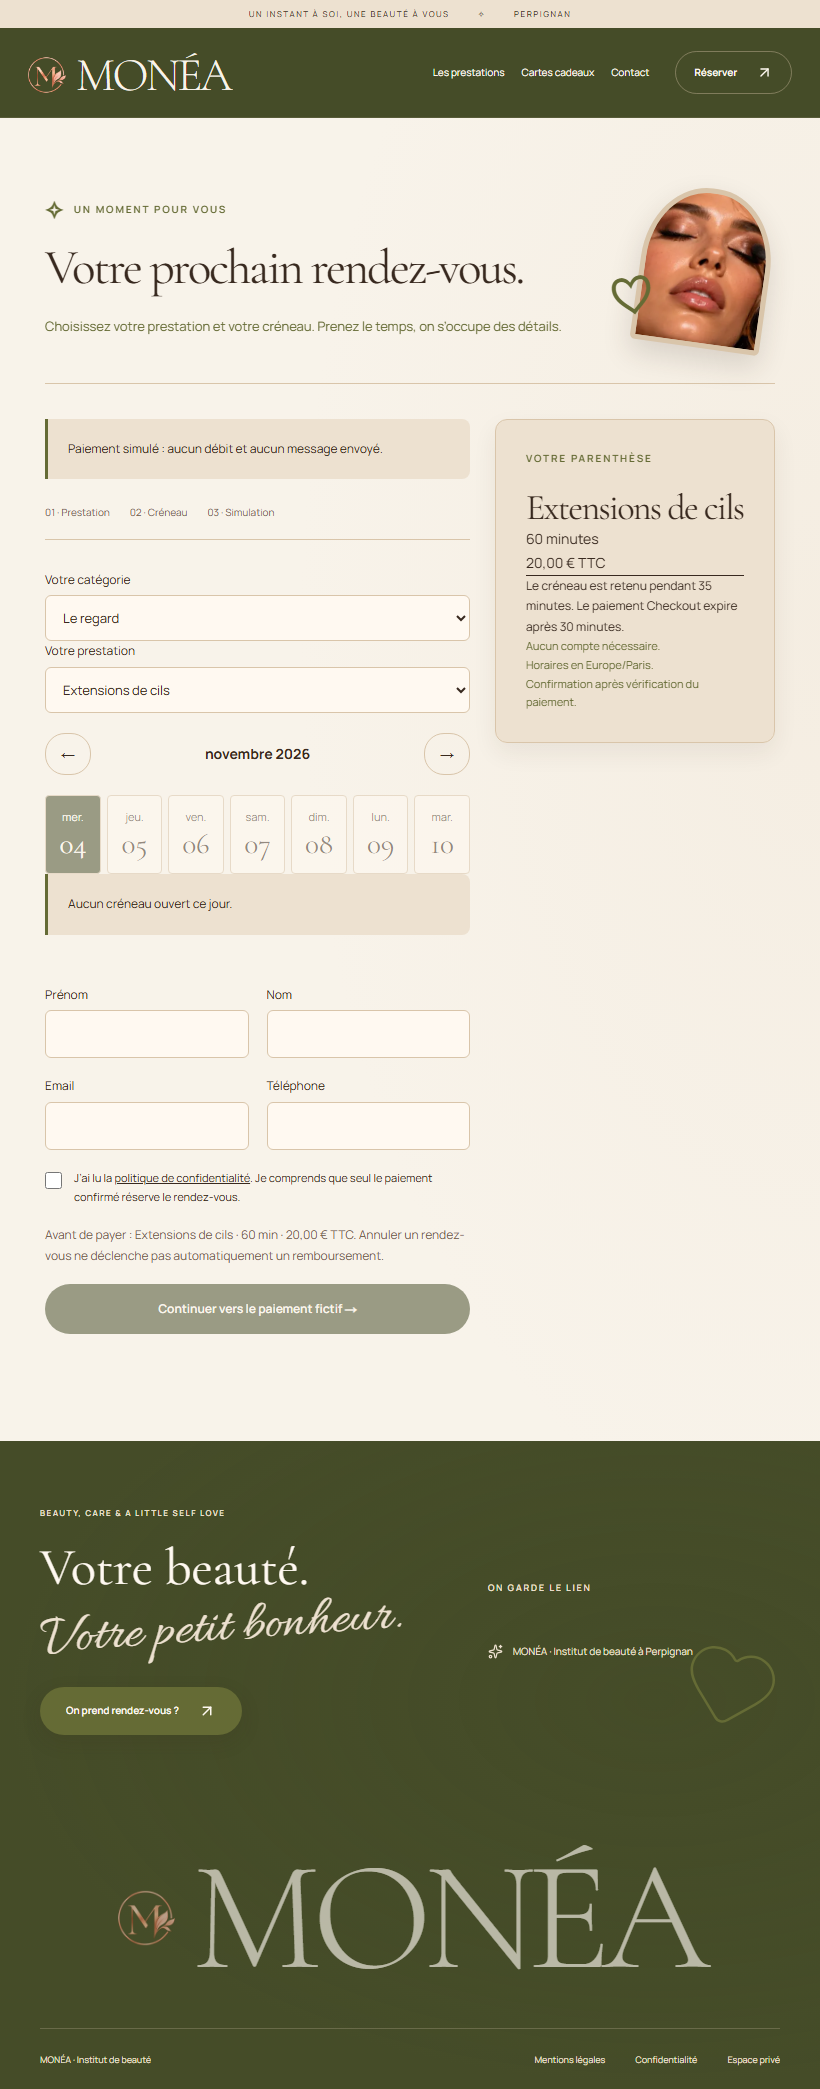 UN INSTANT À SOI, UNE BEAUTÉ À VOUS
PERPIGNAN
MONÉA
Les prestations
Cartes cadeaux
Contact
Réserver
UN MOMENT POUR VOUS
Votre prochain rendez-vous.
Choisissez votre prestation et votre créneau. Prenez le temps, on s'occupe des détails.
Paiement simulé : aucun débit et aucun message envoyé.
01 · Prestation
02 · Créneau
03 · Simulation
Votre catégorie
Le regard
Votre prestation
Extensions de cils
← novembre 2026 →
mer. jeu. ven. sam. dim. lun. mar.
04 05 06 07 08 09 10
Aucun créneau ouvert ce jour.
Prénom
Nom
Email
Téléphone
J'ai lu la politique de confidentialité. Je comprends que seul le paiement
confirmé réserve le rendez-vous.
Avant de payer : Extensions de cils · 60 min · 20,00 € TTC. Annuler un rendez-
vous ne déclenche pas automatiquement un remboursement.
Continuer vers le paiement fictif →
VOTRE PARENTHÈSE
Extensions de cils
60 minutes
20,00 € TTC
Le créneau est retenu pendant 35
minutes. Le paiement Checkout expire
après 30 minutes.
Aucun compte nécessaire.
Horaires en Europe/Paris.
Confirmation après vérification du
paiement.
BEAUTY, CARE & A LITTLE SELF LOVE
Votre beauté.
Votre petit bonheur.
On prend rendez-vous ?
ON GARDE LE LIEN
MONÉA · Institut de beauté à Perpignan
M MONÉA
MONÉA · Institut de beauté
Mentions légales
Confidentialité
Espace privé